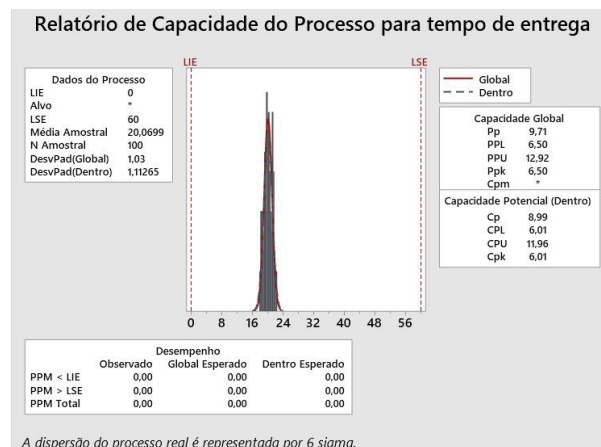 Relatório de Capacidade do Processo para tempo de entrega
LIE LSE
Dados do Processo
LIE 0
Alvo *
LSE 60
Média Amostral 20,0699
N Amostral 100
DesvPad(Global) 1,03
DesvPad(Dentro) 1,11265
Global
Dentro
Capacidade Global
Pp 9,71
PPL 6,50
PPU 12,92
Ppk 6,50
Cpm *
Capacidade Potencial (Dentro)
Cp 8,99
CPL 6,01
CPU 11,96
Cpk 6,01
0 8 16 24 32 40 48 56
Desempenho
Observado Global Esperado Dentro Esperado
PPM < LIE 0,00 0,00 0,00
PPM > LSE 0,00 0,00 0,00
PPM Total 0,00 0,00 0,00
A dispersão do processo real é representada por 6 sigma.